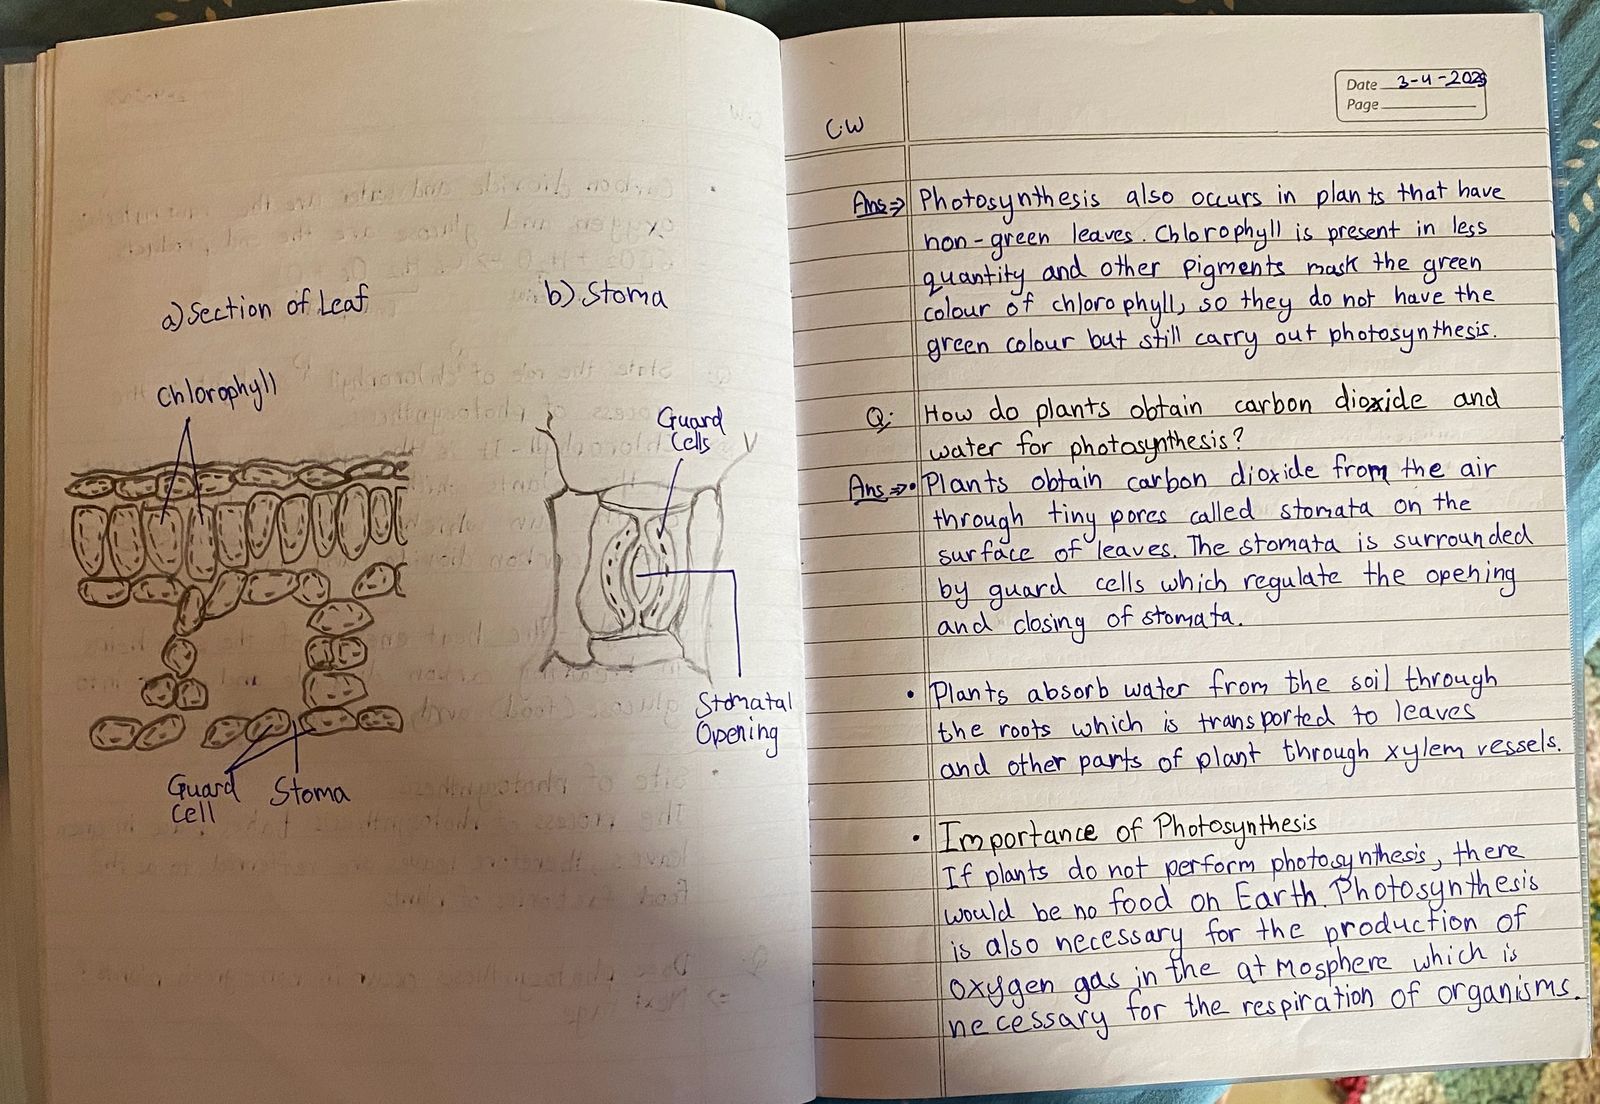 a) Section of Leaf
b) Stoma
Chlorophyll
Guard
Cells
Stomatal
Opening
Guard
Cell
Stoma
Date 3-4-2025
Page
C.W
Ans⇒ Photosynthesis also occurs in plants that have
non-green leaves. Chlorophyll is present in less
quantity and other pigments mask the green
colour of chlorophyll, so they do not have the
green colour but still carry out photosynthesis.
Q: How do plants obtain carbon dioxide and
water for photosynthesis?
Ans⇒ • Plants obtain carbon dioxide from the air
through tiny pores called stomata on the
surface of leaves. The stomata is surrounded
by guard cells which regulate the opening
and closing of stomata.
• Plants absorb water from the soil through
the roots which is transported to leaves
and other parts of plant through xylem vessels.
• Importance of Photosynthesis
If plants do not perform photosynthesis, there
would be no food on Earth. Photosynthesis
is also necessary for the production of
oxygen gas in the atmosphere which is
necessary for the respiration of organisms.